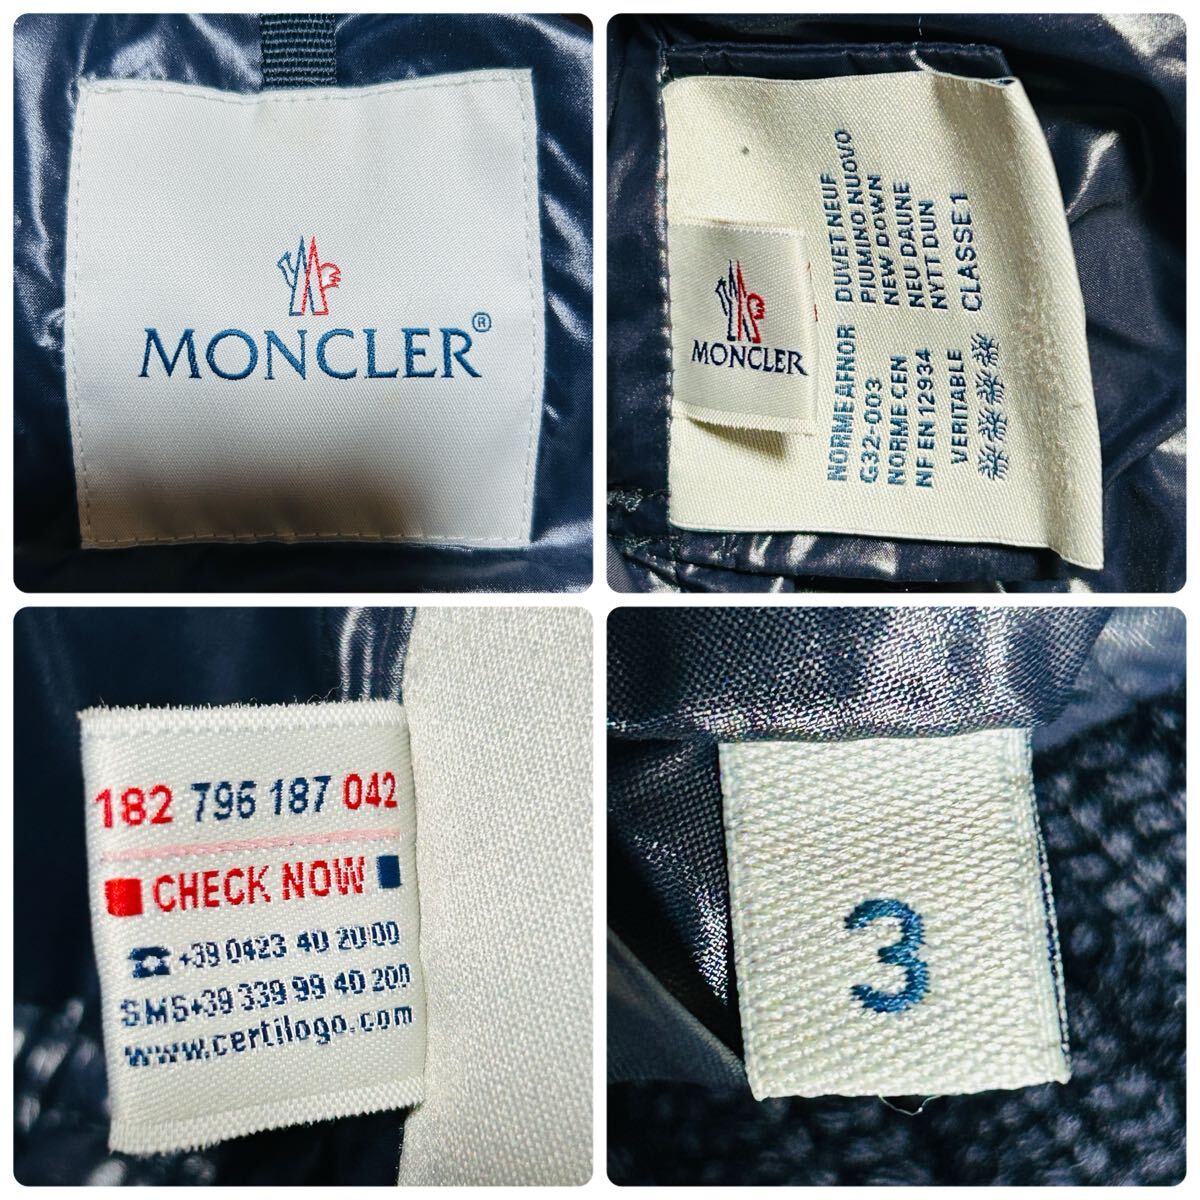 MONCLER®
MONCLER
NORME AFNOR DUVET NEUF
G32-003 PIUMINO NUOVO
NORME CEN NEW DOWN
NF EN 12934 NEU DAUNE
NYTT DUN
VERITABLE CLASSE 1
182 796 187 042
CHECK NOW
☎ +39 0423 40 20 00
SMS+39 339 99 40 200
www.certilogo.com
3